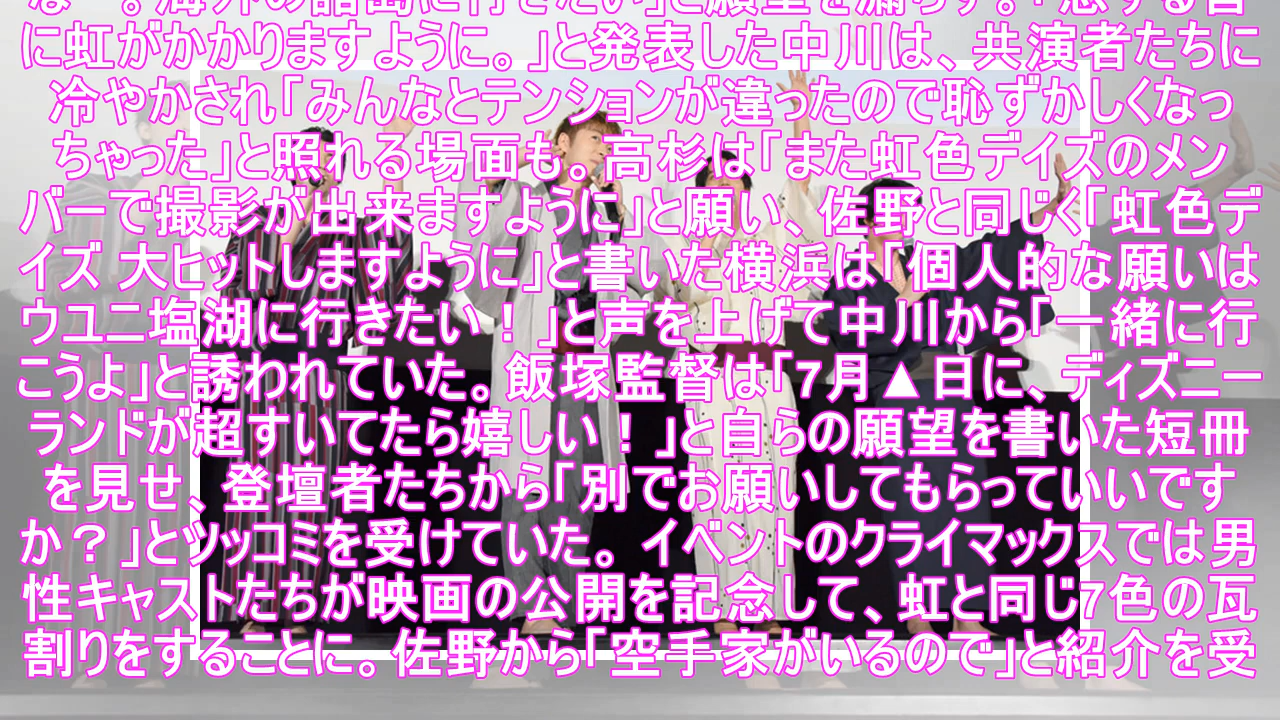 に虹がかかりますように。」と発表した中川は、共演者たちに
冷やかされ「みんなとテンションが違ったので恥ずかしくなっ
ちゃった」と照れる場面も。高杉は「また虹色デイズのメン
バーで撮影が出来ますように」と願い、佐野と同じく「虹色デ
イズ 大ヒットしますように」と書いた横浜は「個人的な願いは
ウユニ塩湖に行きたい！」と声を上げて中川から「一緒に行
こうよ」と誘われていた。飯塚監督は「7月▲日に、ディズニー
ランドが超すいてたら嬉しい！」と自らの願望を書いた短冊
を見せ、登壇者たちから「別でお願いしてもらっていいです
か？」とツッコミを受けていた。イベントのクライマックスでは男
性キャストたちが映画の公開を記念して、虹と同じ7色の瓦
割りをすることに。佐野から「空手家がいるので」と紹介を受